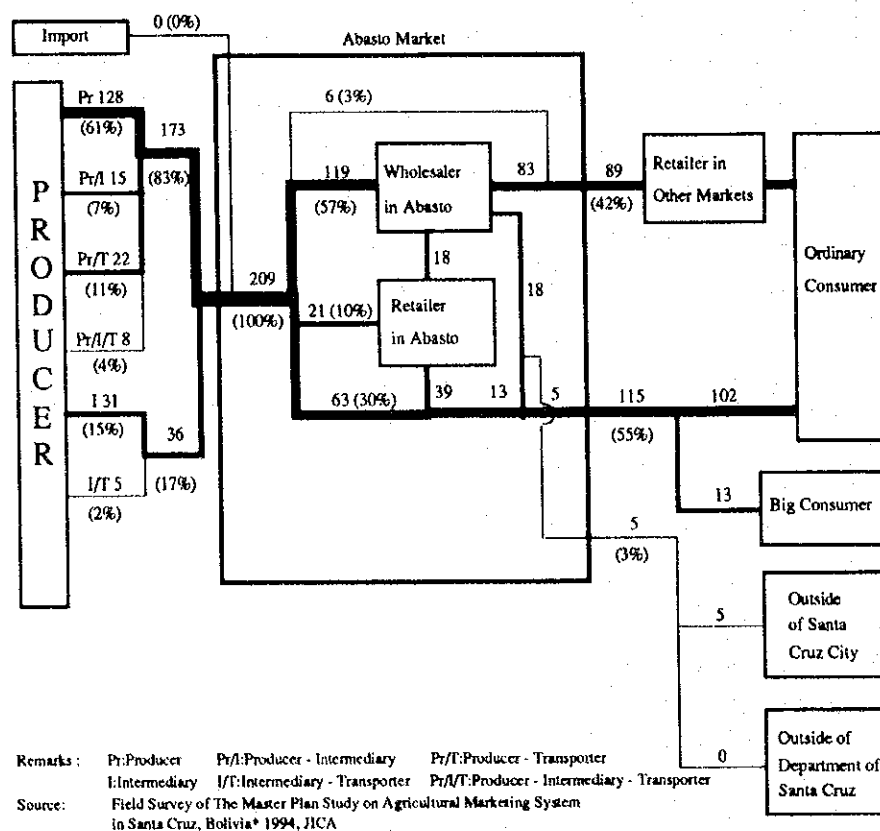 0 (0%)
Import
Abasto Market
Pr 128
(61%)
173
(83%)
6 (3%)
119
(57%)
Wholesaler
in Abasto
83
89
(42%)
Retailer in
Other Markets
Pr/I 15
(7%)
PRODUCER
Pr/T 22
(11%)
209
(100%)
18
18
Ordinary
Consumer
21 (10%)
Retailer
in Abasto
Pr/I/T 8
(4%)
63 (30%)
39
13
5
115
(55%)
102
I 31
(15%)
36
(17%)
I/T 5
(2%)
13
Big Consumer
5
(3%)
5
Outside
of Santa
Cruz City
0
Outside of
Department of
Santa Cruz
Remarks : Pr:Producer Pr/I:Producer - Intermediary Pr/T:Producer - Transporter
I:Intermediary I/T:Intermediary - Transporter Pr/I/T:Producer - Intermediary - Transporter
Source: Field Survey of The Master Plan Study on Agricultural Marketing System
in Santa Cruz, Bolivia* 1994, JICA